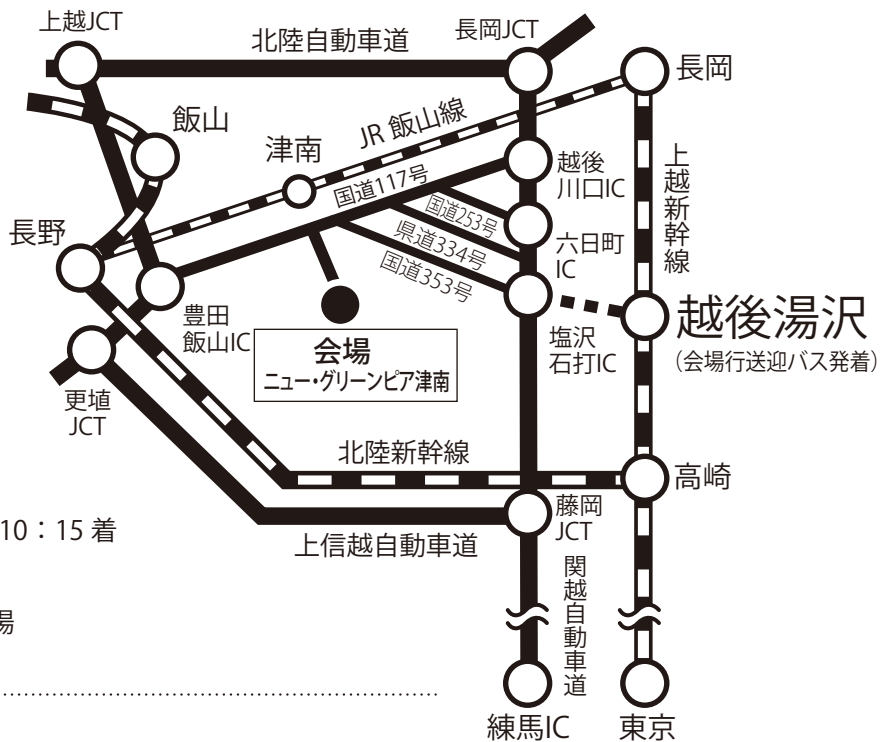 上越JCT
北陸自動車道
長岡JCT
長岡
飯山
津南
JR 飯山線
国道117号
越後
川口IC
上越新幹線
国道253号
県道334号
国道353号
六日町
IC
長野
豊田
飯山IC
会場
ニュー・グリーンピア津南
塩沢
石打IC
越後湯沢
（会場行送迎バス発着）
更埴
JCT
北陸新幹線
高崎
10：15 着
上信越自動車道
藤岡
JCT
関越自動車道
場
練馬IC
東京